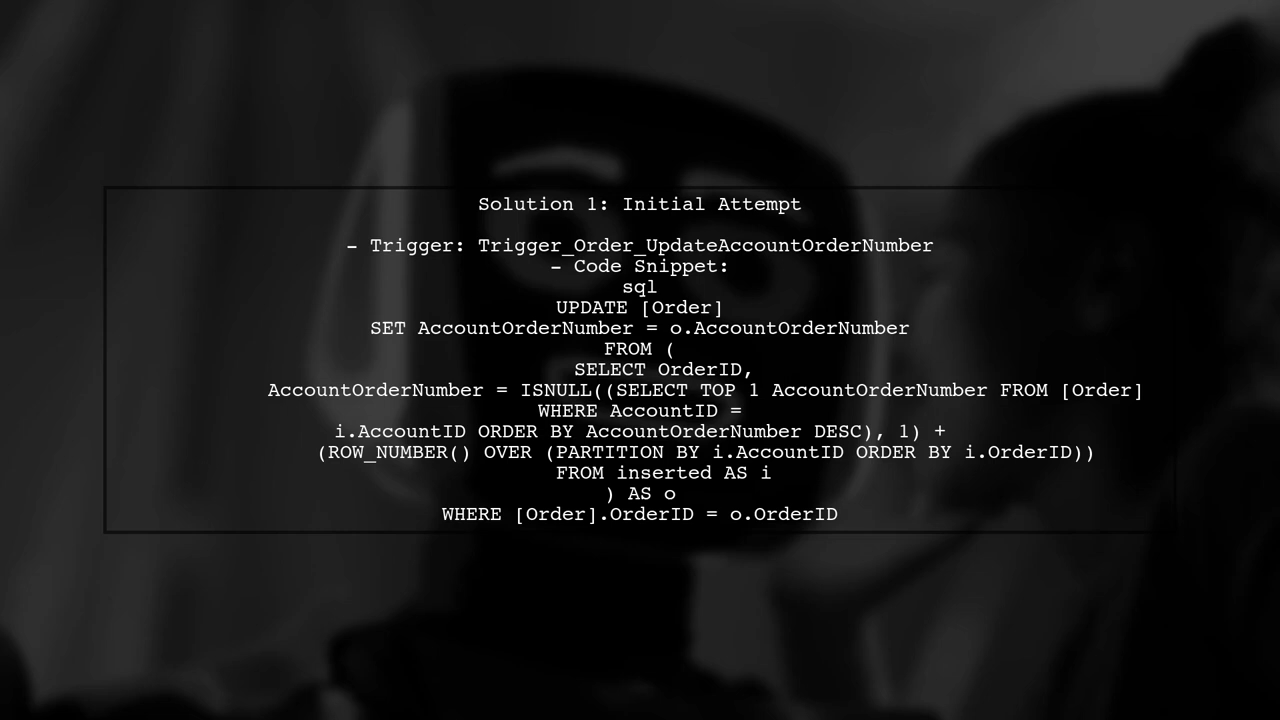 Solution 1: Initial Attempt
– Trigger: Trigger_Order_UpdateAccountOrderNumber
– Code Snippet:
sql
UPDATE [Order]
SET AccountOrderNumber = o.AccountOrderNumber
FROM (
SELECT OrderID,
AccountOrderNumber = ISNULL((SELECT TOP 1 AccountOrderNumber FROM [Order]
WHERE AccountID =
i.AccountID ORDER BY AccountOrderNumber DESC), 1) +
(ROW_NUMBER() OVER (PARTITION BY i.AccountID ORDER BY i.OrderID))
FROM inserted AS i
) AS o
WHERE [Order].OrderID = o.OrderID